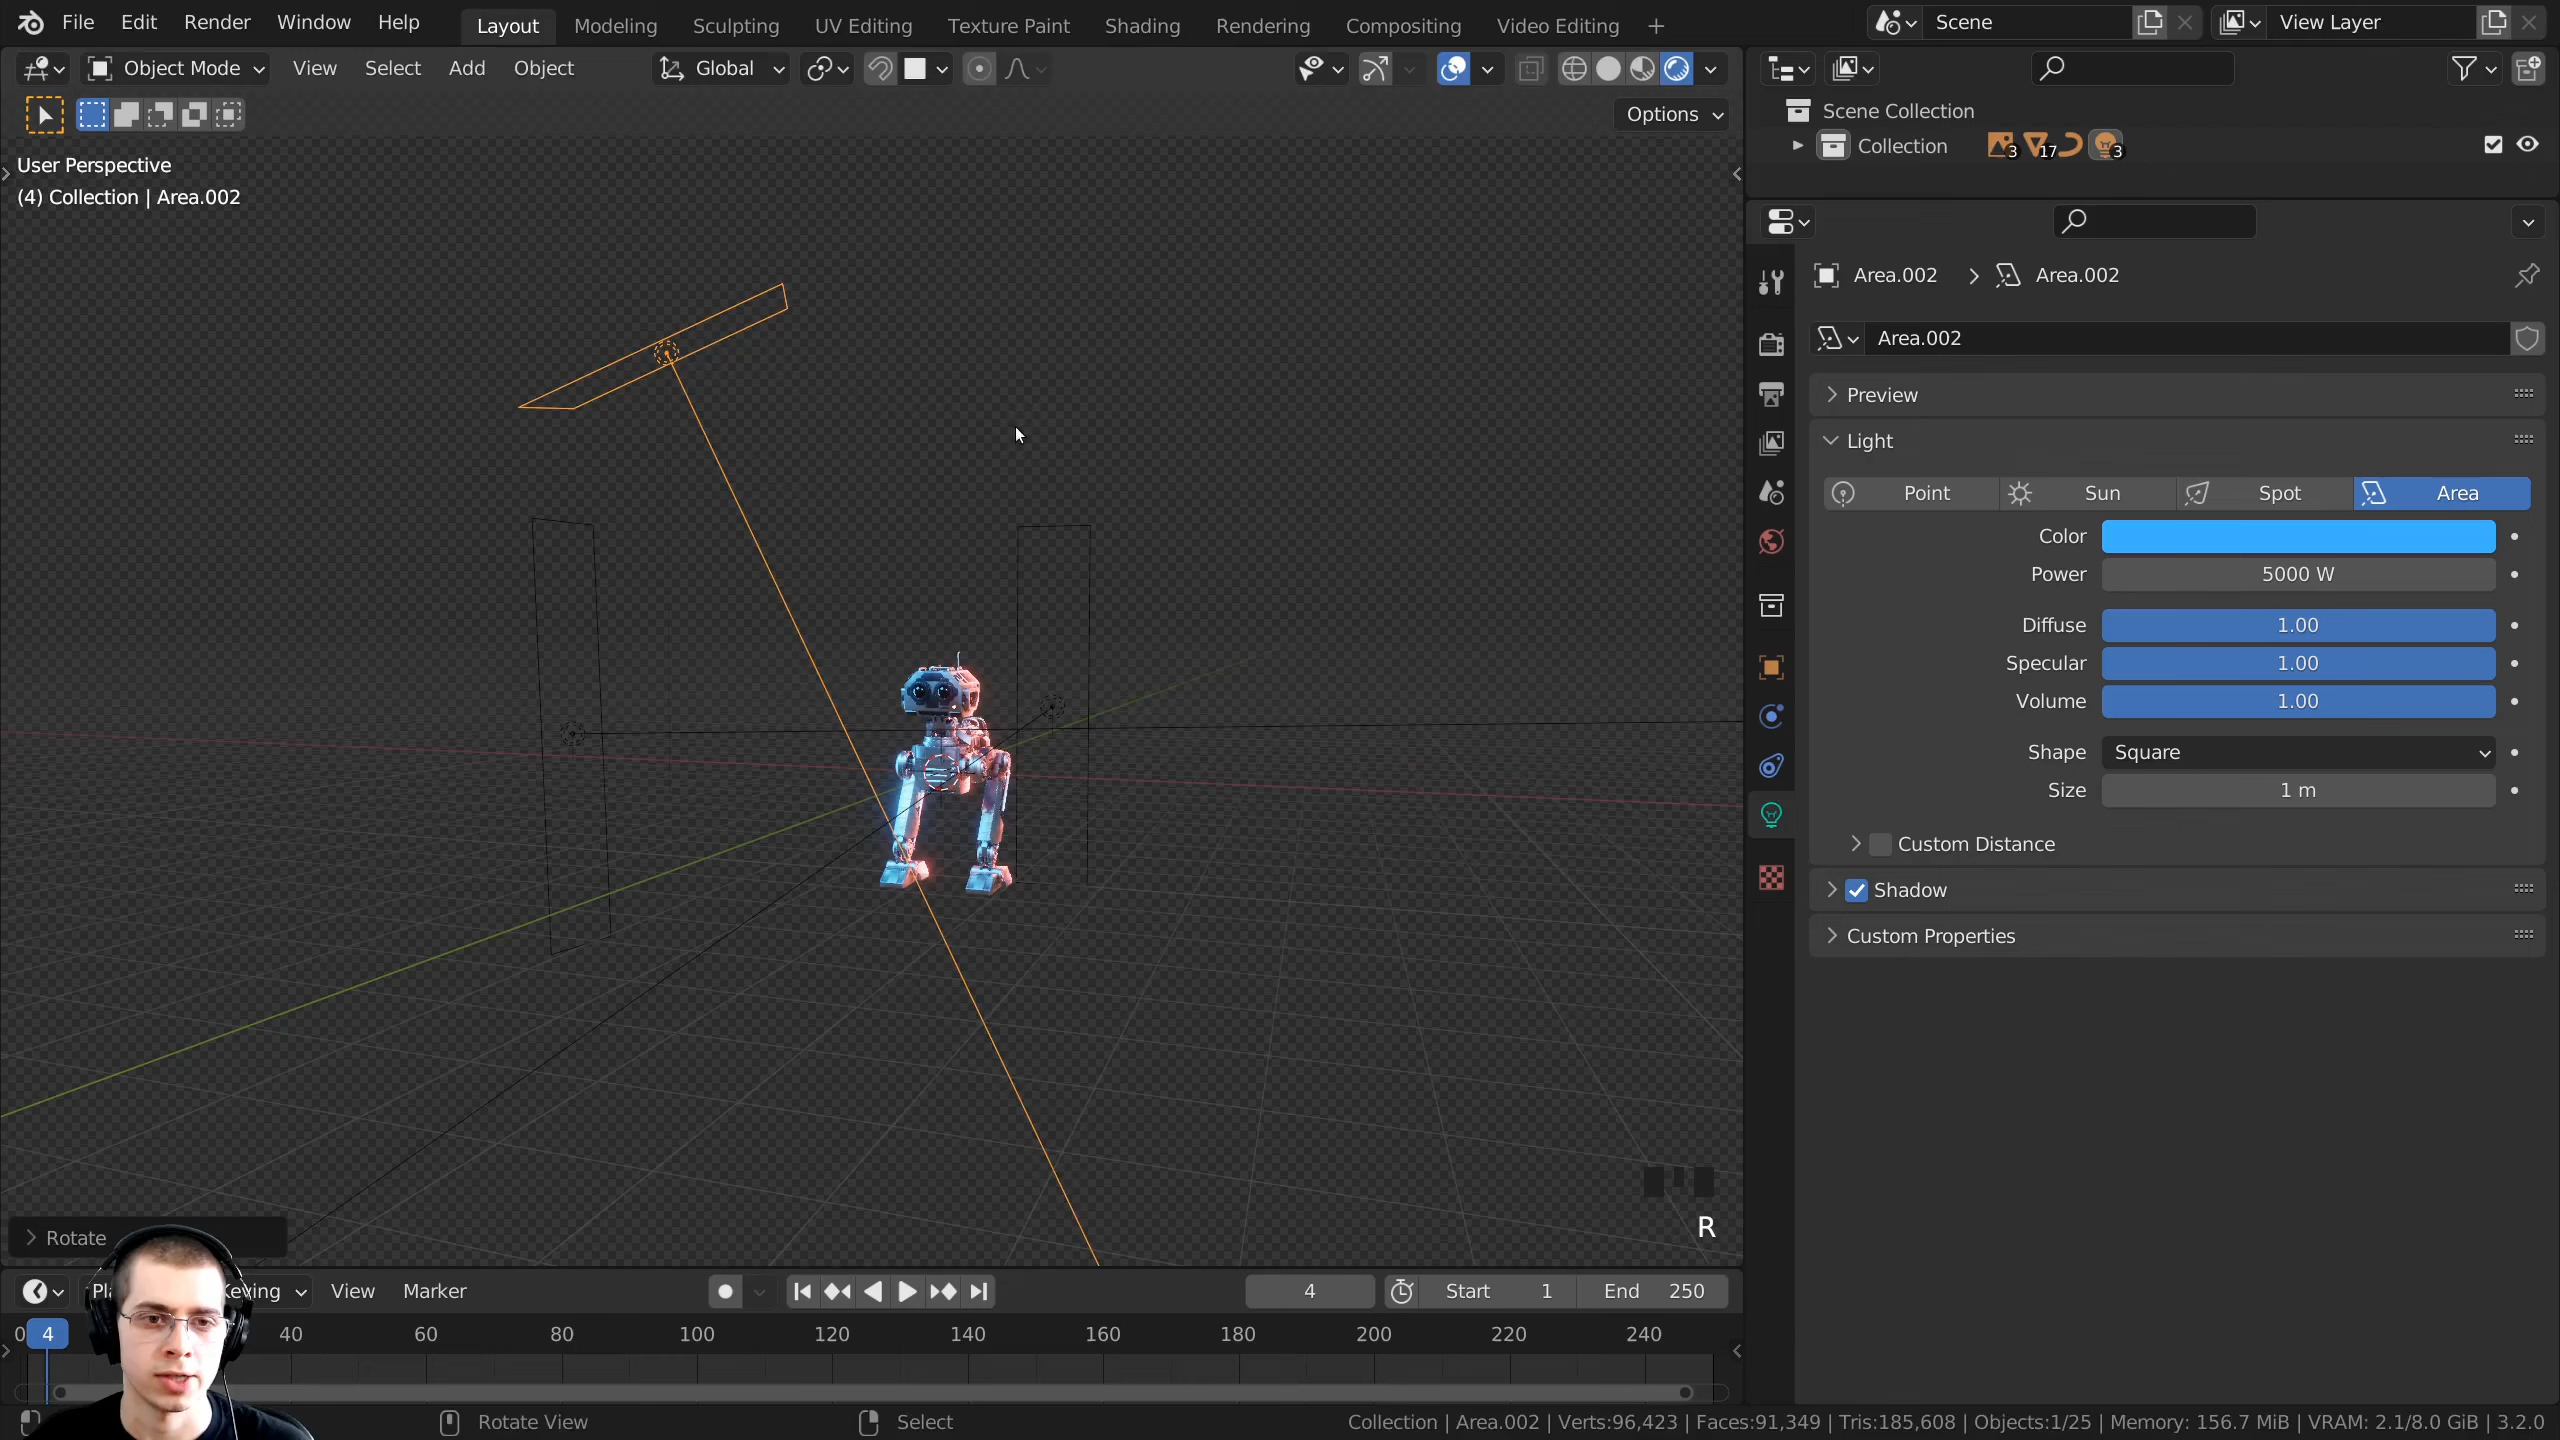 File Edit Render Window Help Layout Modeling Sculpting UV Editing Texture Paint Shading Rendering Compositing Video Editing + Scene View Layer
Object Mode View Select Add Object Global
Options
User Perspective
(4) Collection | Area.002
Scene Collection
Collection 3 17 3
Area.002 > Area.002
Area.002
Preview
Light
Point Sun Spot Area
Color
Power 5000 W
Diffuse 1.00
Specular 1.00
Volume 1.00
Shape Square
Size 1 m
Custom Distance
Shadow
Custom Properties
R
Rotate
Keying View Marker 4 Start 1 End 250
0 4 40 60 80 100 120 140 160 180 200 220 240
Rotate View Select Collection | Area.002 | Verts:96,423 | Faces:91,349 | Tris:185,608 | Objects:1/25 | Memory: 156.7 MiB | VRAM: 2.1/8.0 GiB | 3.2.0